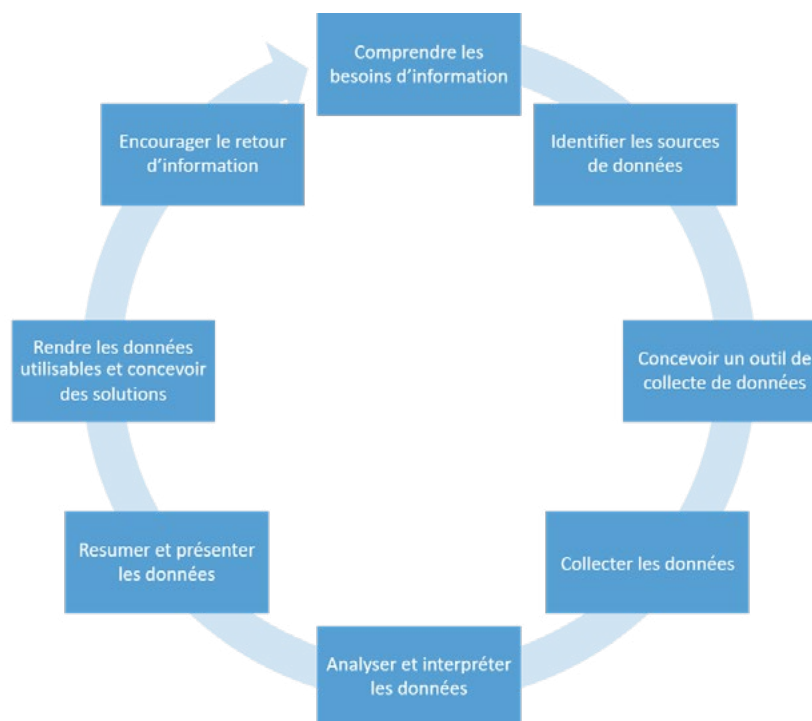 Comprendre les
besoins d'information
Identifier les sources
de données
Concevoir un outil de
collecte de données
Collecter les données
Analyser et interpréter
les données
Resumer et présenter
les données
Rendre les données
utilisables et concevoir
des solutions
Encourager le retour
d'information